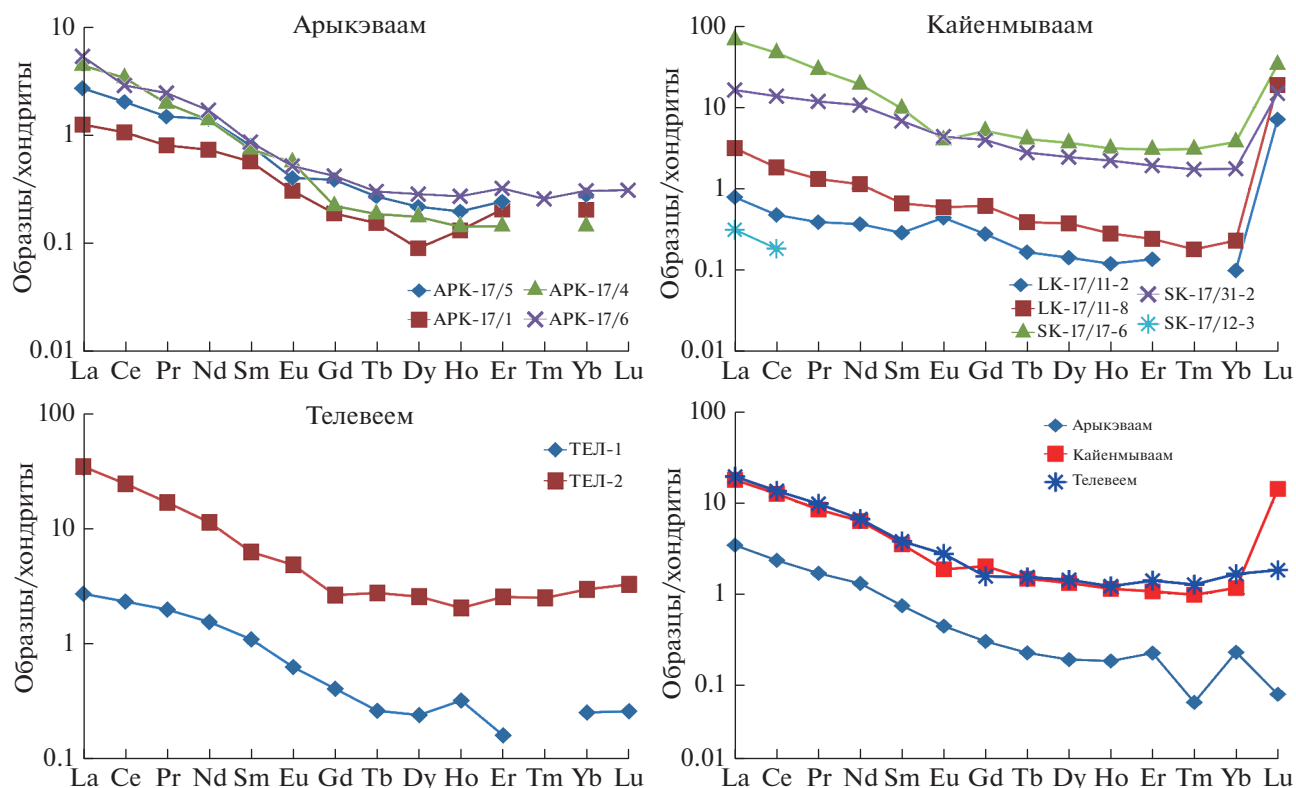 Арыкэваам
Образцы/хондриты
10
1
0.1
0.01
La Ce Pr Nd Sm Eu Gd Tb Dy Ho Er Tm Yb Lu
АРК-17/5 АРК-17/4
АРК-17/1 АРК-17/6
Кайенмываам
Образцы/хондриты
100
10
1
0.1
0.01
La Ce Pr Nd Sm Eu Gd Tb Dy Ho Er Tm Yb Lu
LK-17/11-2
LK-17/11-8
SK-17/17-6
SK-17/31-2
SK-17/12-3
Телевеем
Образцы/хондриты
100
10
1
0.1
La Ce Pr Nd Sm Eu Gd Tb Dy Ho Er Tm Yb Lu
ТЕЛ-1
ТЕЛ-2
Образцы/хондриты
100
10
1
0.1
0.01
La Ce Pr Nd Sm Eu Gd Tb Dy Ho Er Tm Yb Lu
Арыкэваам
Кайенмываам
Телевеем